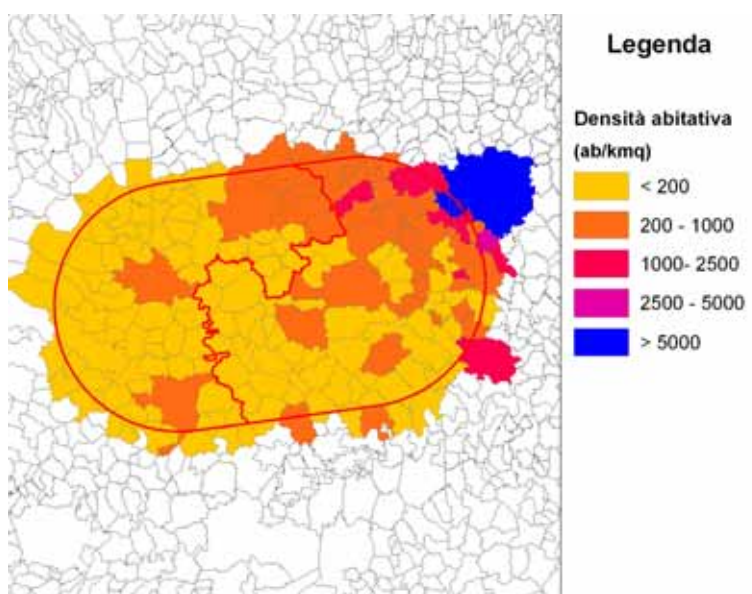 Legenda
Densità abitativa
(ab/kmq)
< 200
200 - 1000
1000- 2500
2500 - 5000
> 5000